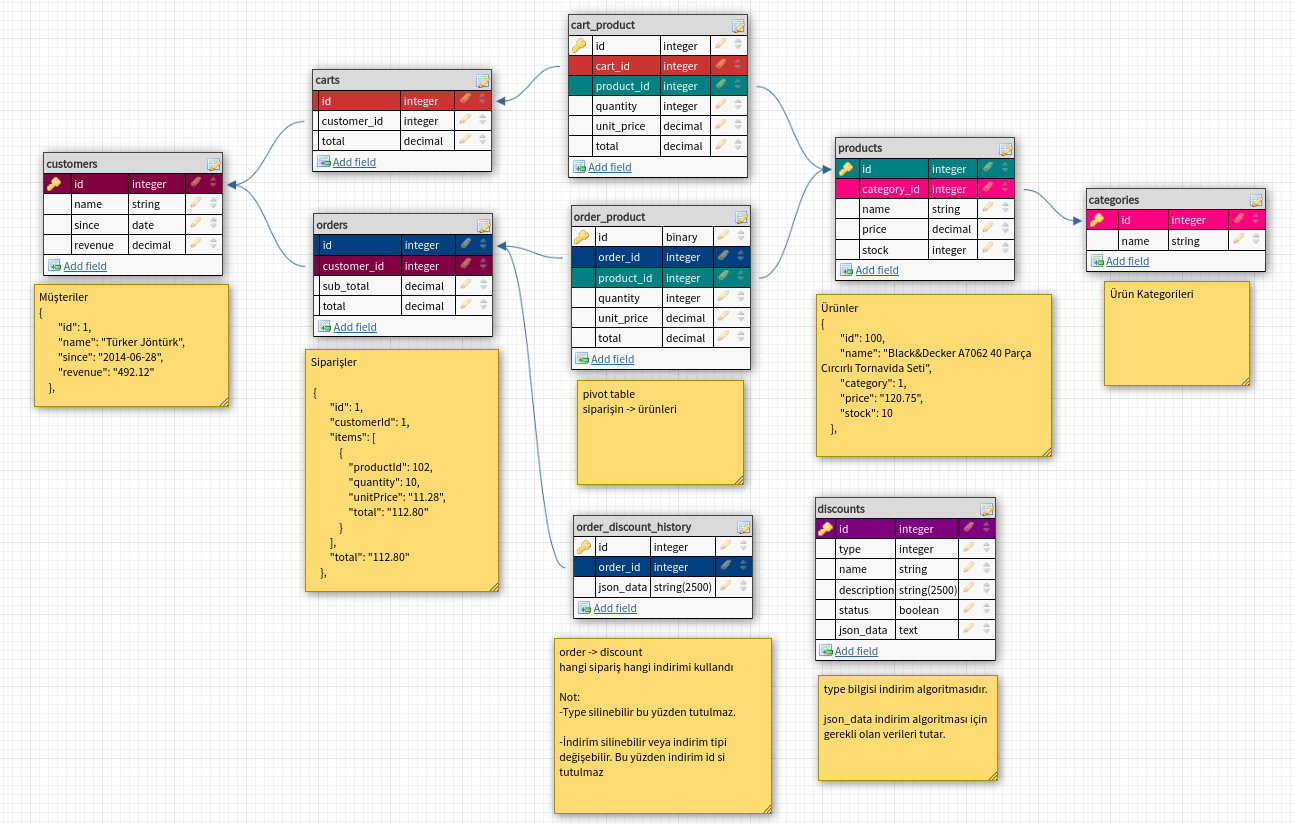 cart_product
id integer
cart_id integer
product_id integer
quantity integer
unit_price decimal
total decimal
Add field
carts
id integer
customer_id integer
total decimal
Add field
customers
id integer
name string
since date
revenue decimal
Add field
Müşteriler
{
"id": 1,
"name": "Türker Jöntürk",
"since": "2014-06-28",
"revenue": "492.12"
},
orders
id integer
customer_id integer
sub_total decimal
total decimal
Add field
Siparişler
{
"id": 1,
"customerId": 1,
"items": [
{
"productId": 102,
"quantity": 10,
"unitPrice": "11.28",
"total": "112.80"
}
],
"total": "112.80"
},
order_product
id binary
order_id integer
product_id integer
quantity integer
unit_price decimal
total decimal
Add field
pivot table
siparişin -> ürünleri
products
id integer
category_id integer
name string
price decimal
stock integer
Add field
Ürünler
{
"id": 100,
"name": "Black&Decker A7062 40 Parça
Cırcırlı Tornavida Seti",
"category": 1,
"price": "120.75",
"stock": 10
},
categories
id integer
name string
Add field
Ürün Kategorileri
order_discount_history
id integer
order_id integer
json_data string(2500)
Add field
order -> discount
hangi sipariş hangi indirimi kullandı
Not:
-Type silinebilir bu yüzden tutulmaz.
-İndirim silinebilir veya indirim tipi
değişebilir. Bu yüzden indirim id si
tutulmaz
discounts
id integer
type integer
name string
description string(2500)
status boolean
json_data text
Add field
type bilgisi indirim algoritmasıdır.
json_data indirim algoritması için
gerekli olan verileri tutar.